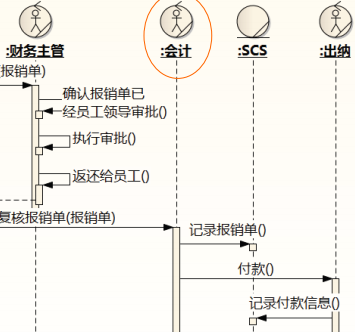 :财务主管
:会计
:SCS
:出纳
报销单)
确认报销单已
经员工领导审批()
执行审批()
返还给员工()
复核报销单(报销单)
记录报销单()
付款()
记录付款信息()